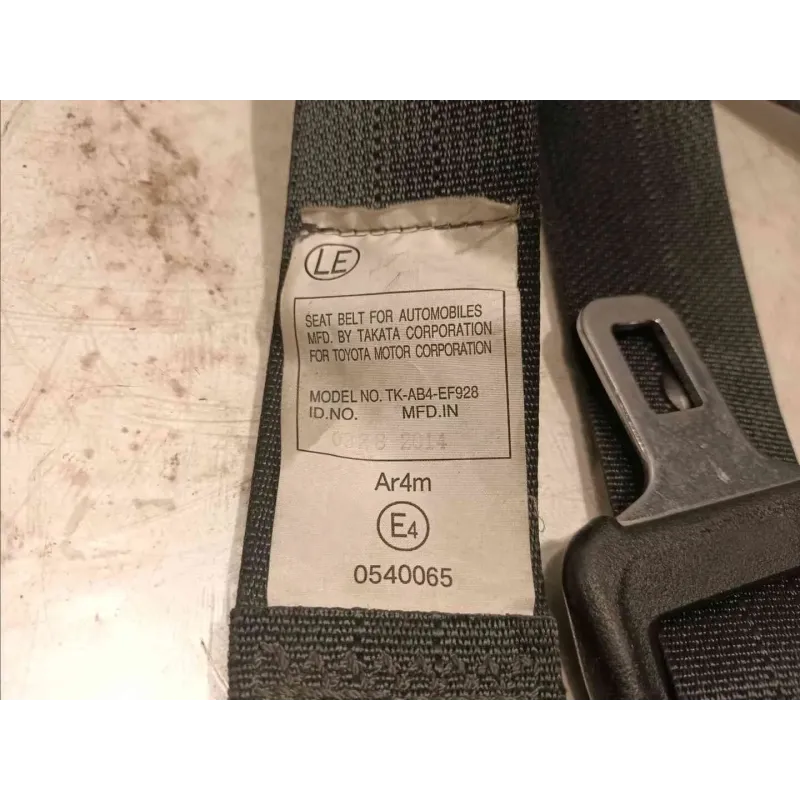 LE
SEAT BELT FOR AUTOMOBILES
MFD. BY TAKATA CORPORATION
FOR TOYOTA MOTOR CORPORATION
MODEL NO. TK-AB4-EF928
ID.NO. MFD.IN
2014
Ar4m
E4
0540065